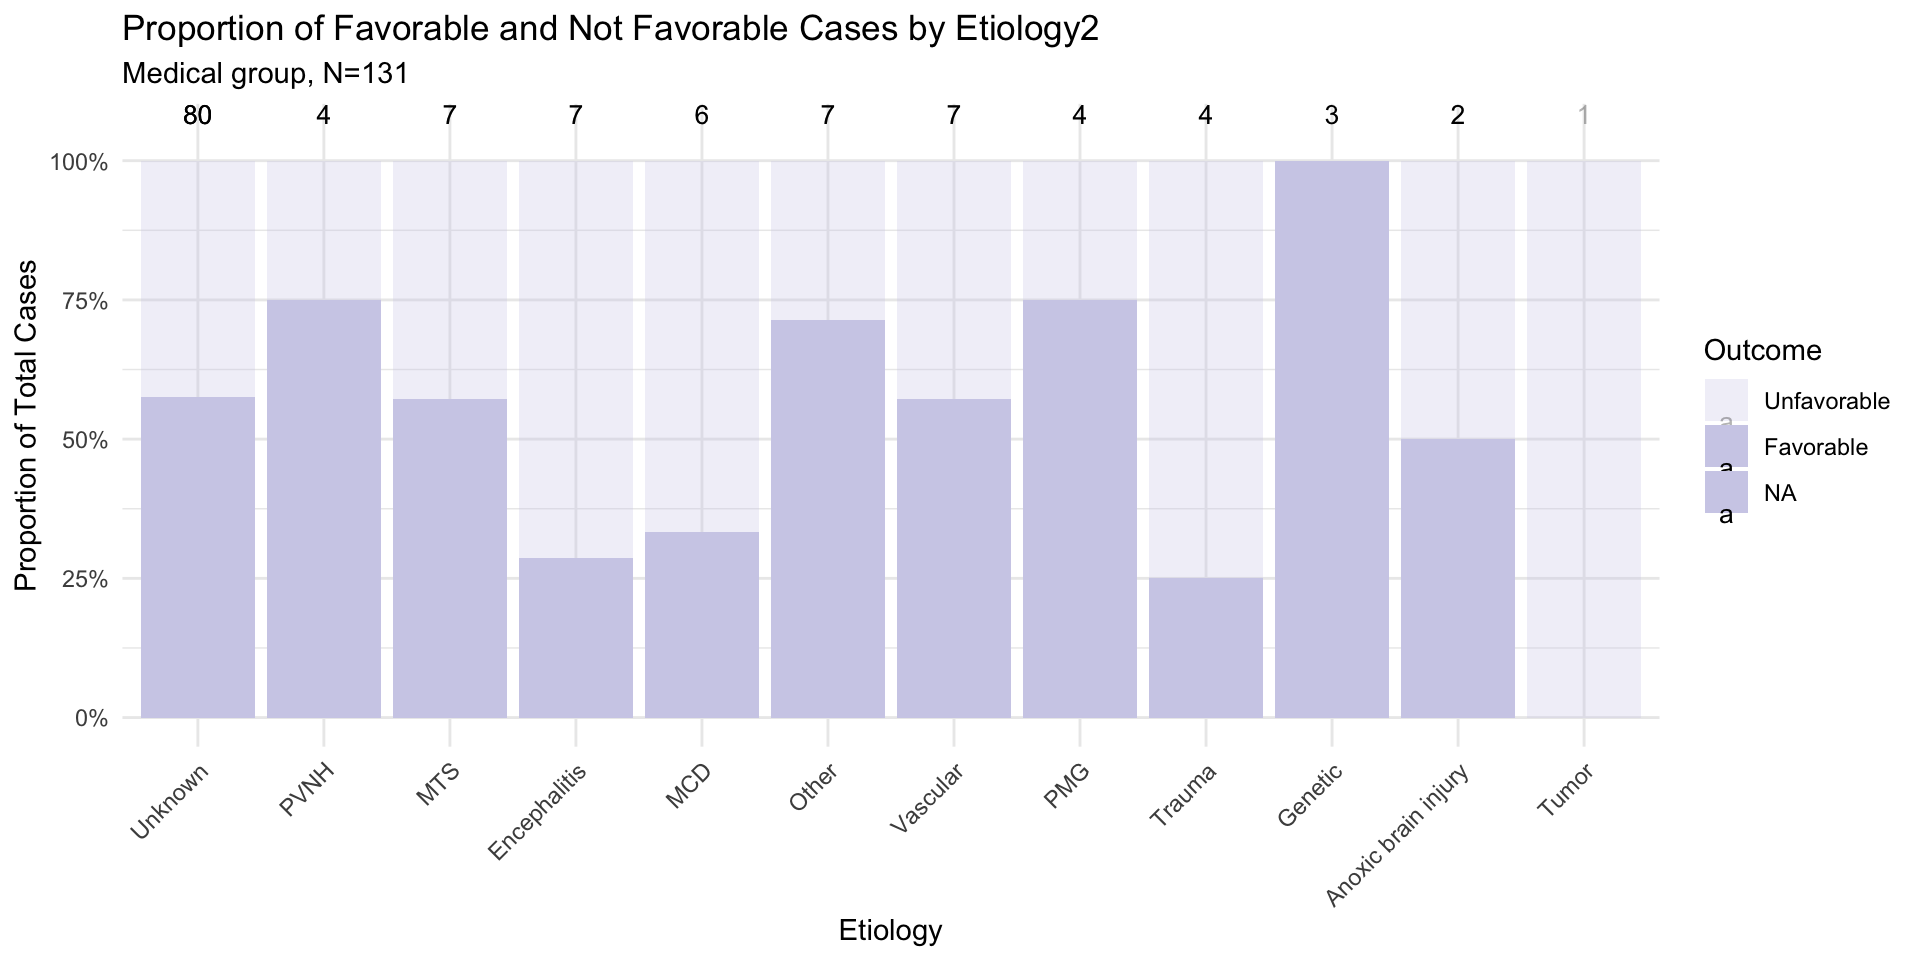 Proportion of Favorable and Not Favorable Cases by Etiology2
Medical group, N=131
80 4 7 7 6 7 7 4 4 3 2 1
100%
75%
50%
25%
0%
Proportion of Total Cases
Unknown
PVNH
MTS
Encephalitis
MCD
Other
Vascular
PMG
Trauma
Genetic
Anoxic brain injury
Tumor
Etiology
Outcome
Unfavorable
a
Favorable
a
NA
a